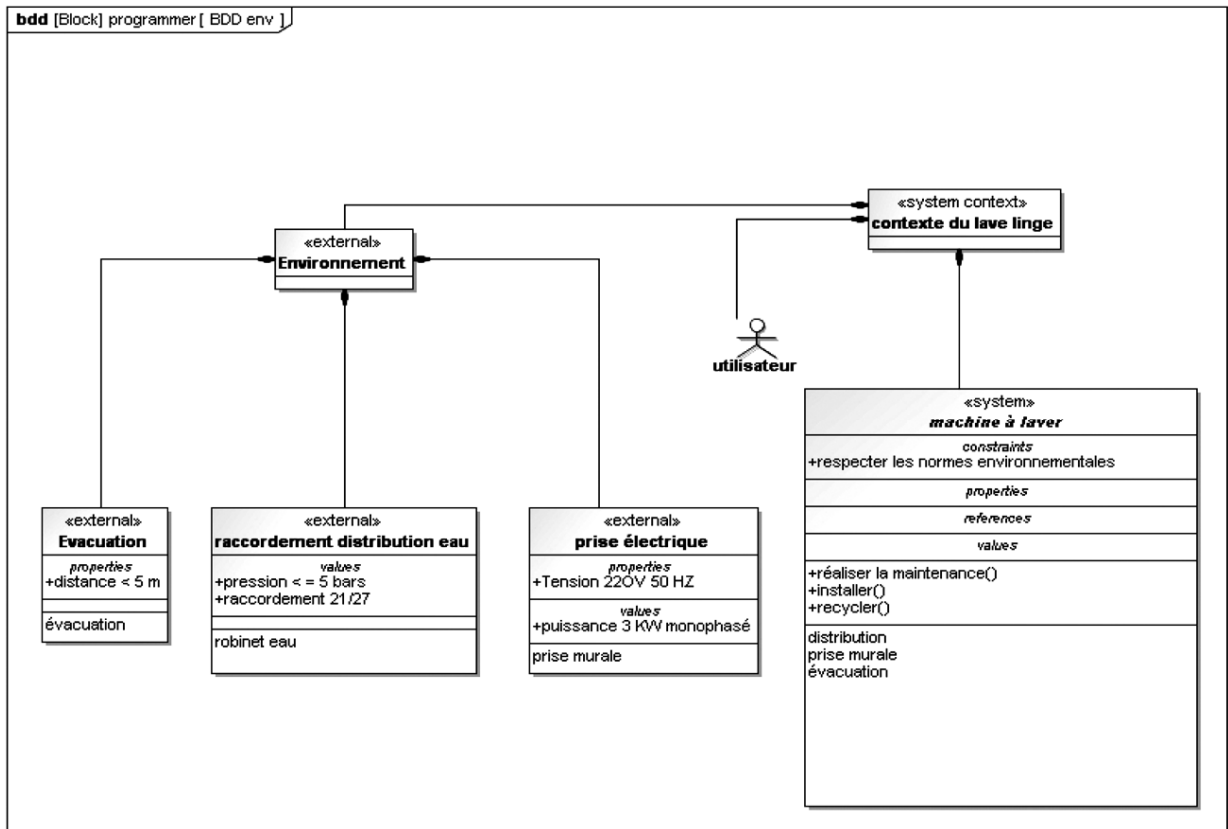 bdd [Block] programmer [ BDD env ]
«system context»
contexte du lave linge
«external»
Environnement
utilisateur
«external»
Evacuation
properties
+distance < 5 m
évacuation
«external»
raccordement distribution eau
values
+pression < = 5 bars
+raccordement 21/27
robinet eau
«external»
prise électrique
properties
+Tension 22OV 50 HZ
values
+puissance 3 KW monophasé
prise murale
«system»
machine à laver
constraints
+respecter les normes environnementales
properties
references
values
+réaliser la maintenance()
+installer()
+recycler()
distribution
prise murale
évacuation